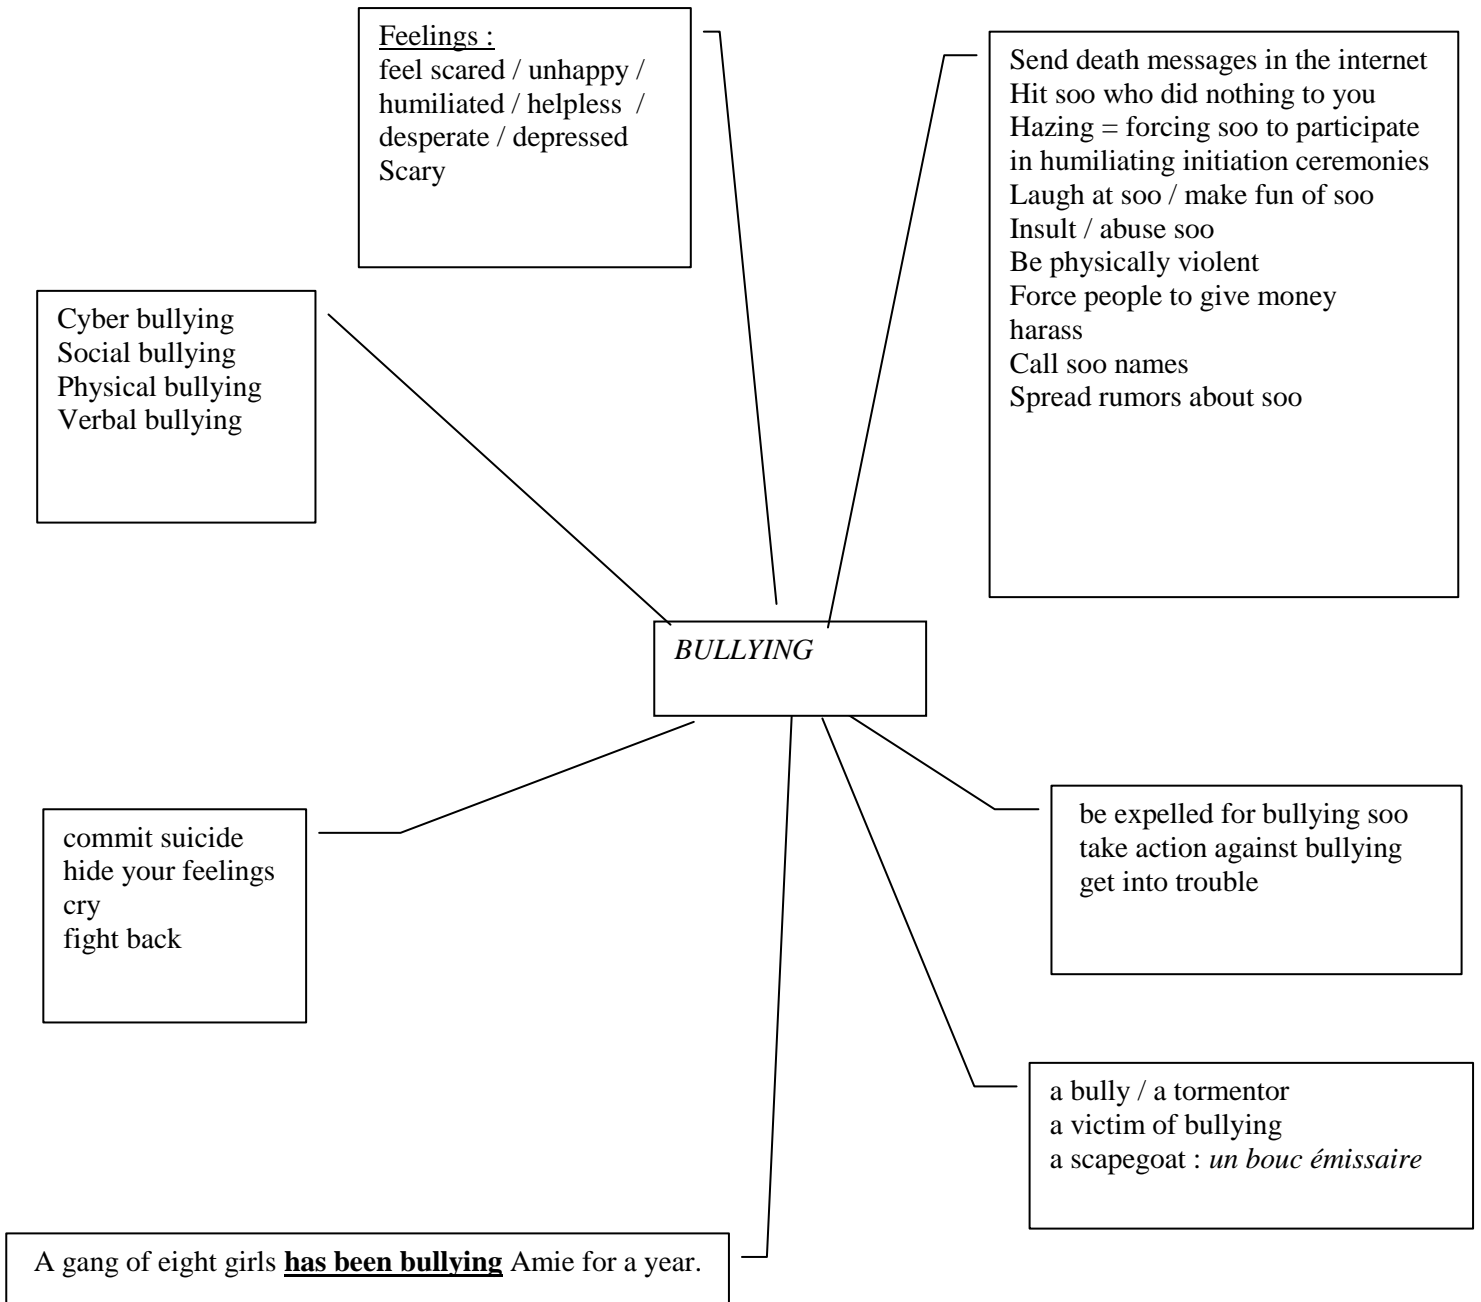 Feelings :
feel scared / unhappy /
humiliated / helpless /
desperate / depressed
Scary
Send death messages in the internet
Hit soo who did nothing to you
Hazing = forcing soo to participate
in humiliating initiation ceremonies
Laugh at soo / make fun of soo
Insult / abuse soo
Be physically violent
Force people to give money
harass
Call soo names
Spread rumors about soo
Cyber bullying
Social bullying
Physical bullying
Verbal bullying
BULLYING
commit suicide
hide your feelings
cry
fight back
be expelled for bullying soo
take action against bullying
get into trouble
a bully / a tormentor
a victim of bullying
a scapegoat : un bouc émissaire
A gang of eight girls has been bullying Amie for a year.